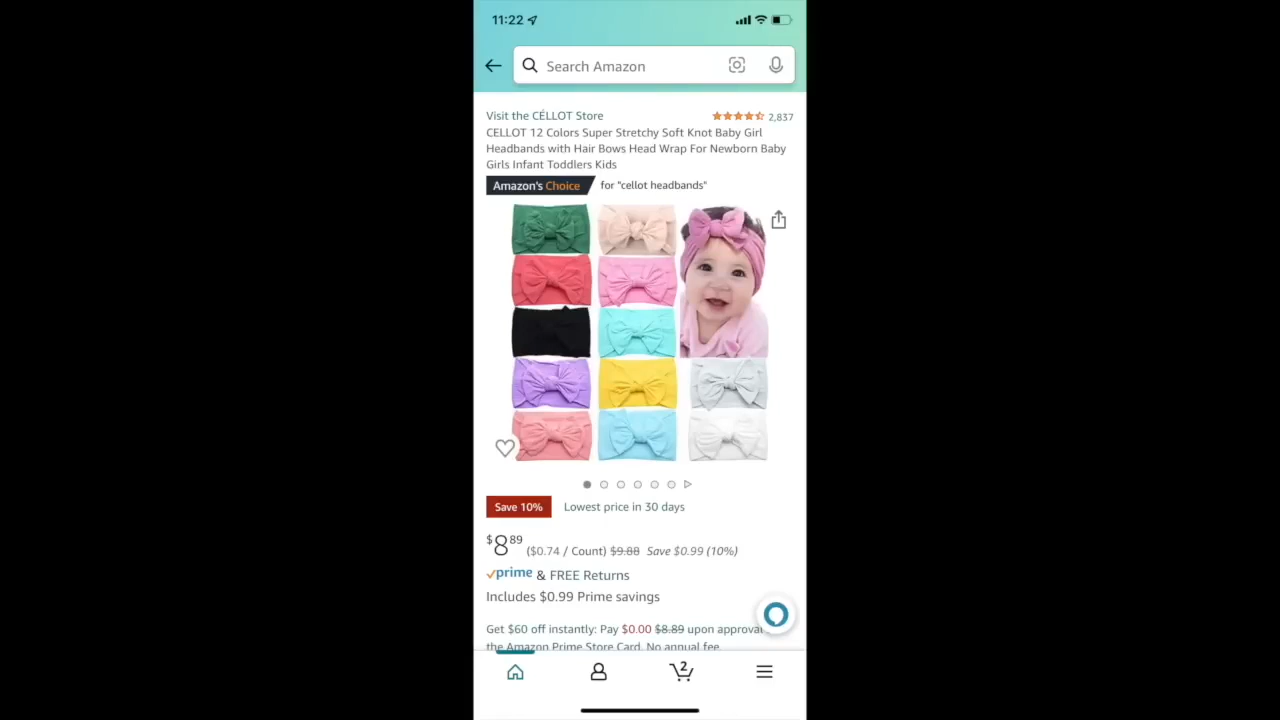 11:22
Search Amazon
Visit the CÉLLOT Store
2,837
CELLOT 12 Colors Super Stretchy Soft Knot Baby Girl
Headbands with Hair Bows Head Wrap For Newborn Baby
Girls Infant Toddlers Kids
Amazon's Choice for "cellot headbands"
Save 10% Lowest price in 30 days
$8 89 ($0.74 / Count) $9.88 Save $0.99 (10%)
prime & FREE Returns
Includes $0.99 Prime savings
Get $60 off instantly: Pay $0.00 $8.89 upon approval
the Amazon Prime Store Card. No annual fee.
2